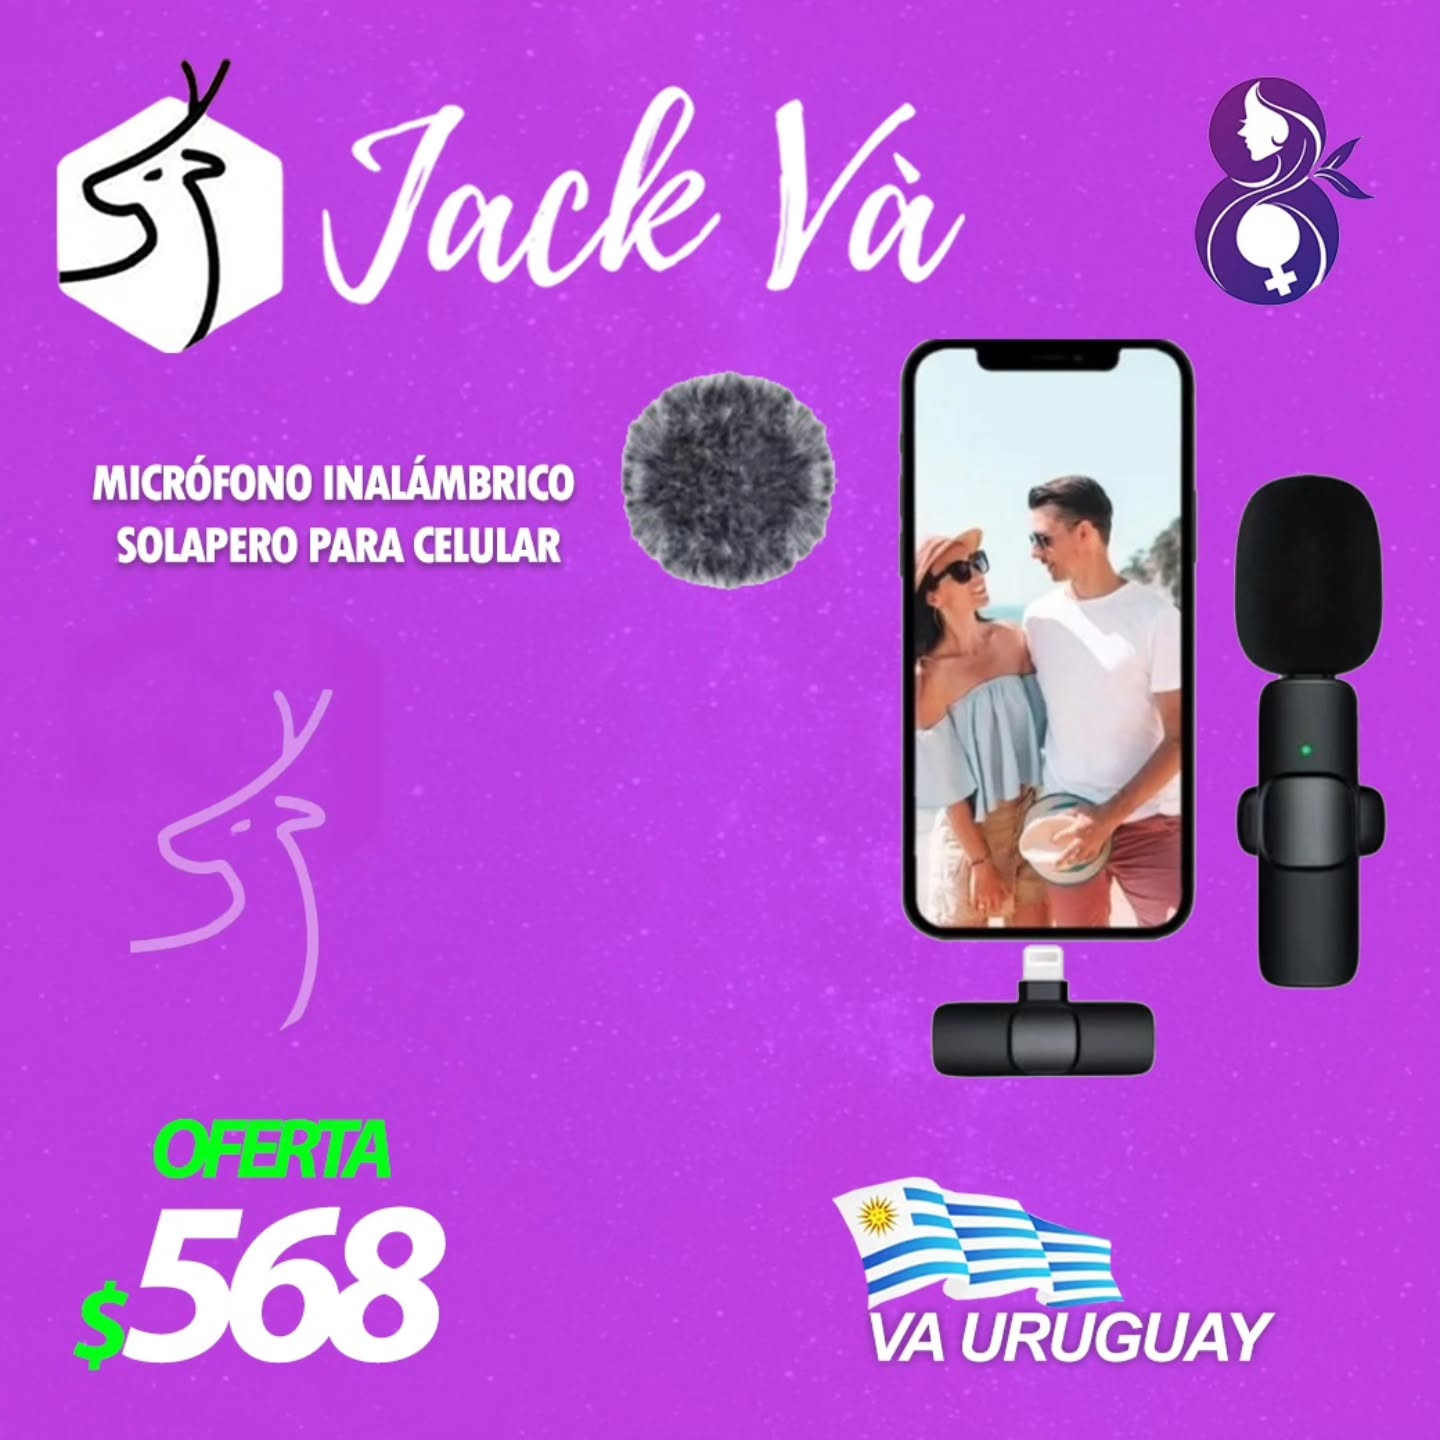 Jack Và
MICRÓFONO INALÁMBRICO
SOLAPERO PARA CELULAR
OFERTA
$568
VA URUGUAY